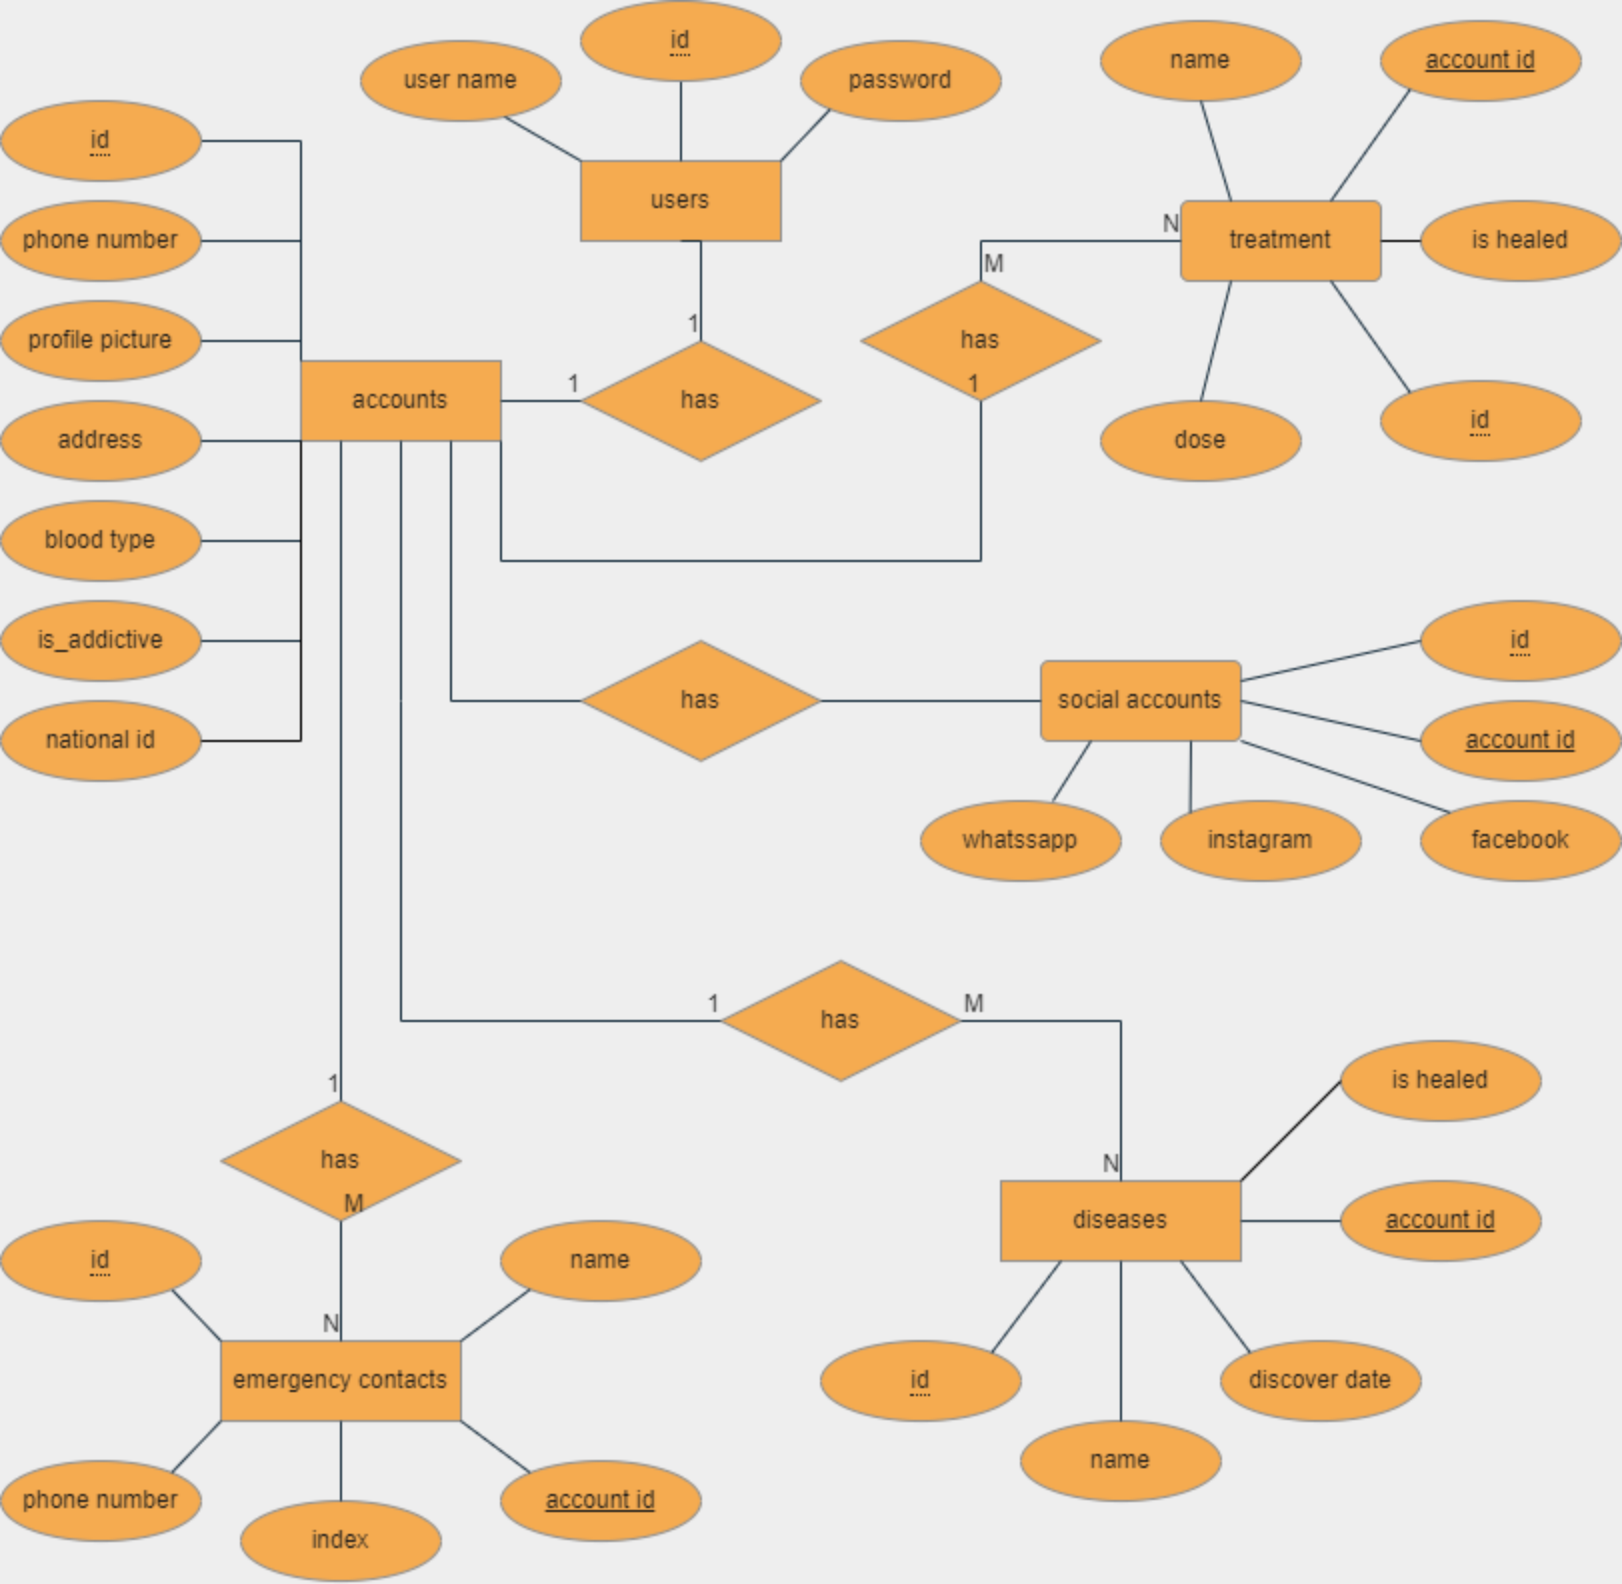 id
user name
password
name
account id
id
phone number
users
treatment
is healed
N
M
profile picture
1
has
1
accounts
1
has
address
dose
id
blood type
is_addictive
id
has
social accounts
national id
account id
whatssapp
instagram
facebook
1
has
M
1
is healed
has
M
N
diseases
account id
id
name
N
emergency contacts
id
discover date
name
phone number
account id
index